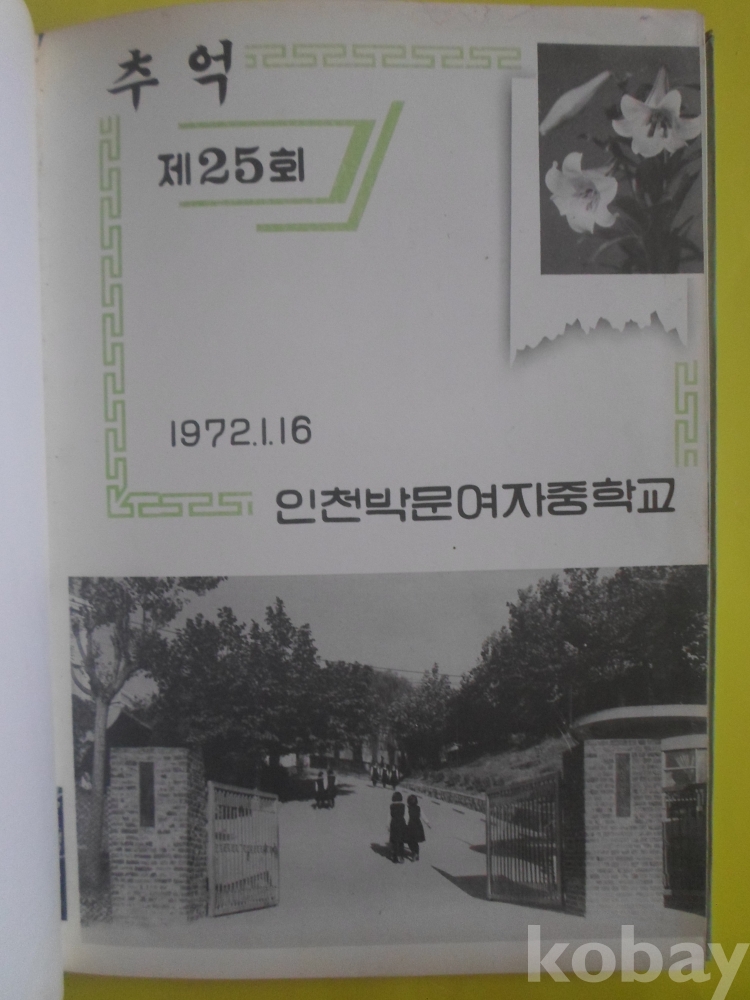 추억
제25회
1972.1.16
인천박문여자중학교
kobay